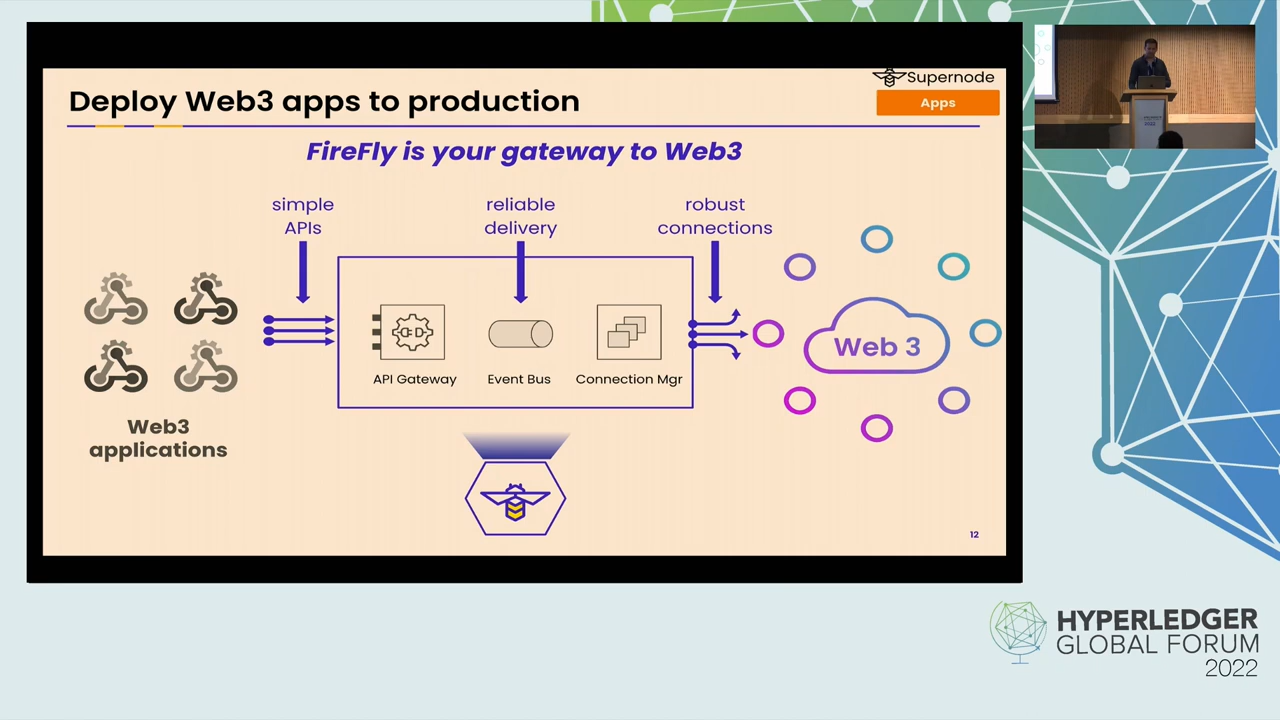 Supernode
Deploy Web3 apps to production
Apps
FireFly is your gateway to Web3
simple
APIs
reliable
delivery
robust
connections
API Gateway
Event Bus
Connection Mgr
Web 3
Web3
applications
12
HYPERLEDGER
GLOBAL FORUM
2022